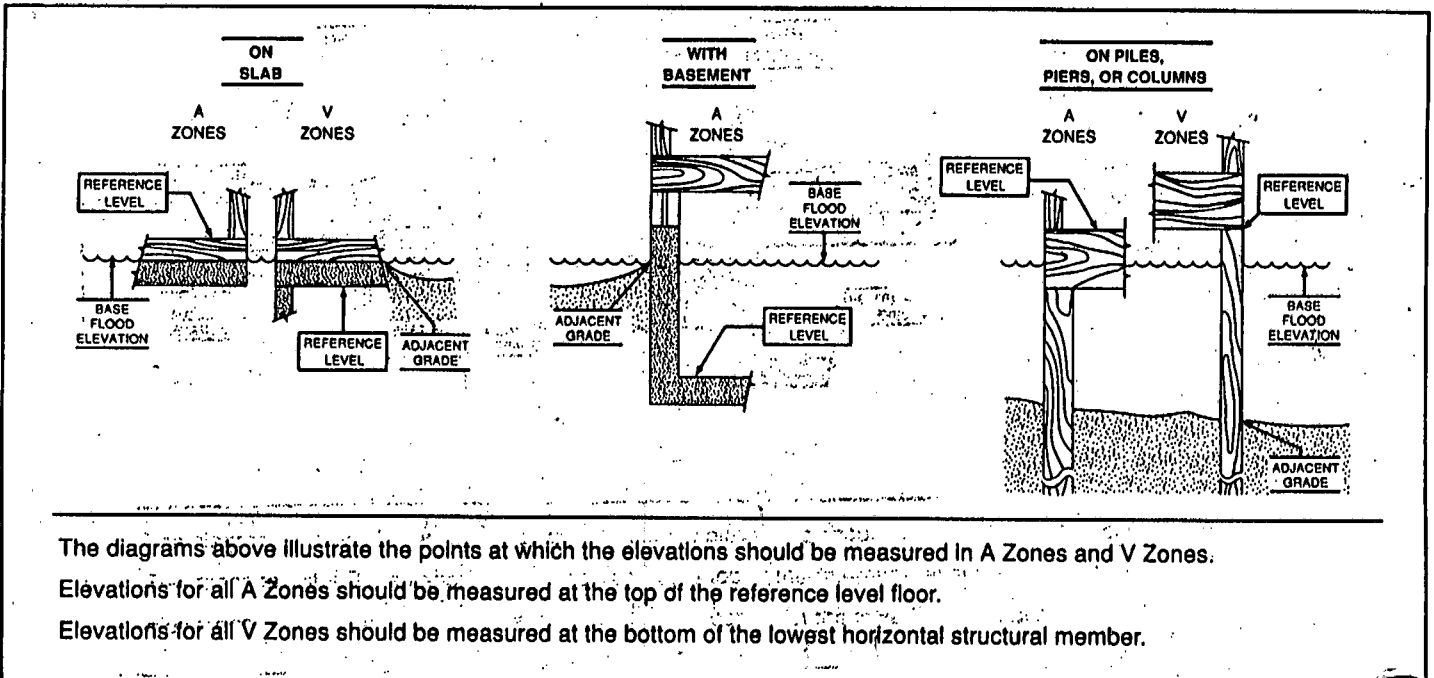 ON
SLAB
A
ZONES
V
ZONES
REFERENCE
LEVEL
BASE
FLOOD
ELEVATION
REFERENCE
LEVEL
ADJACENT
GRADE
WITH
BASEMENT
A
ZONES
BASE
FLOOD
ELEVATION
ADJACENT
GRADE
REFERENCE
LEVEL
ON PILES,
PIERS, OR COLUMNS
A
ZONES
V
ZONES
REFERENCE
LEVEL
REFERENCE
LEVEL
BASE
FLOOD
ELEVATION
ADJACENT
GRADE
The diagrams above illustrate the points at which the elevations should be measured in A Zones and V Zones.
Elevations for all A Zones should be measured at the top of the reference level floor.
Elevations for all V Zones should be measured at the bottom of the lowest horizontal structural member.